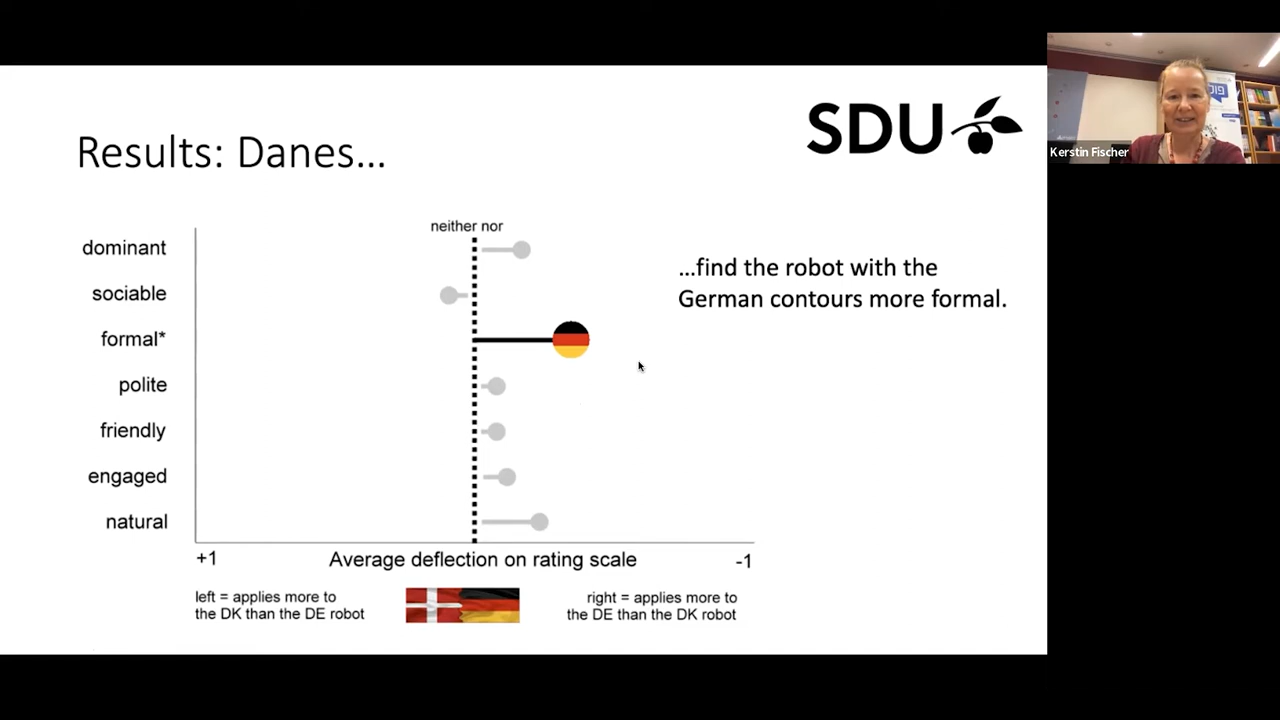 Results: Danes...
SDU
Kerstin Fischer
neither nor
dominant
sociable
formal*
polite
friendly
engaged
natural
...find the robot with the
German contours more formal.
+1
Average deflection on rating scale
-1
left = applies more to
the DK than the DE robot
right = applies more to
the DE than the DK robot